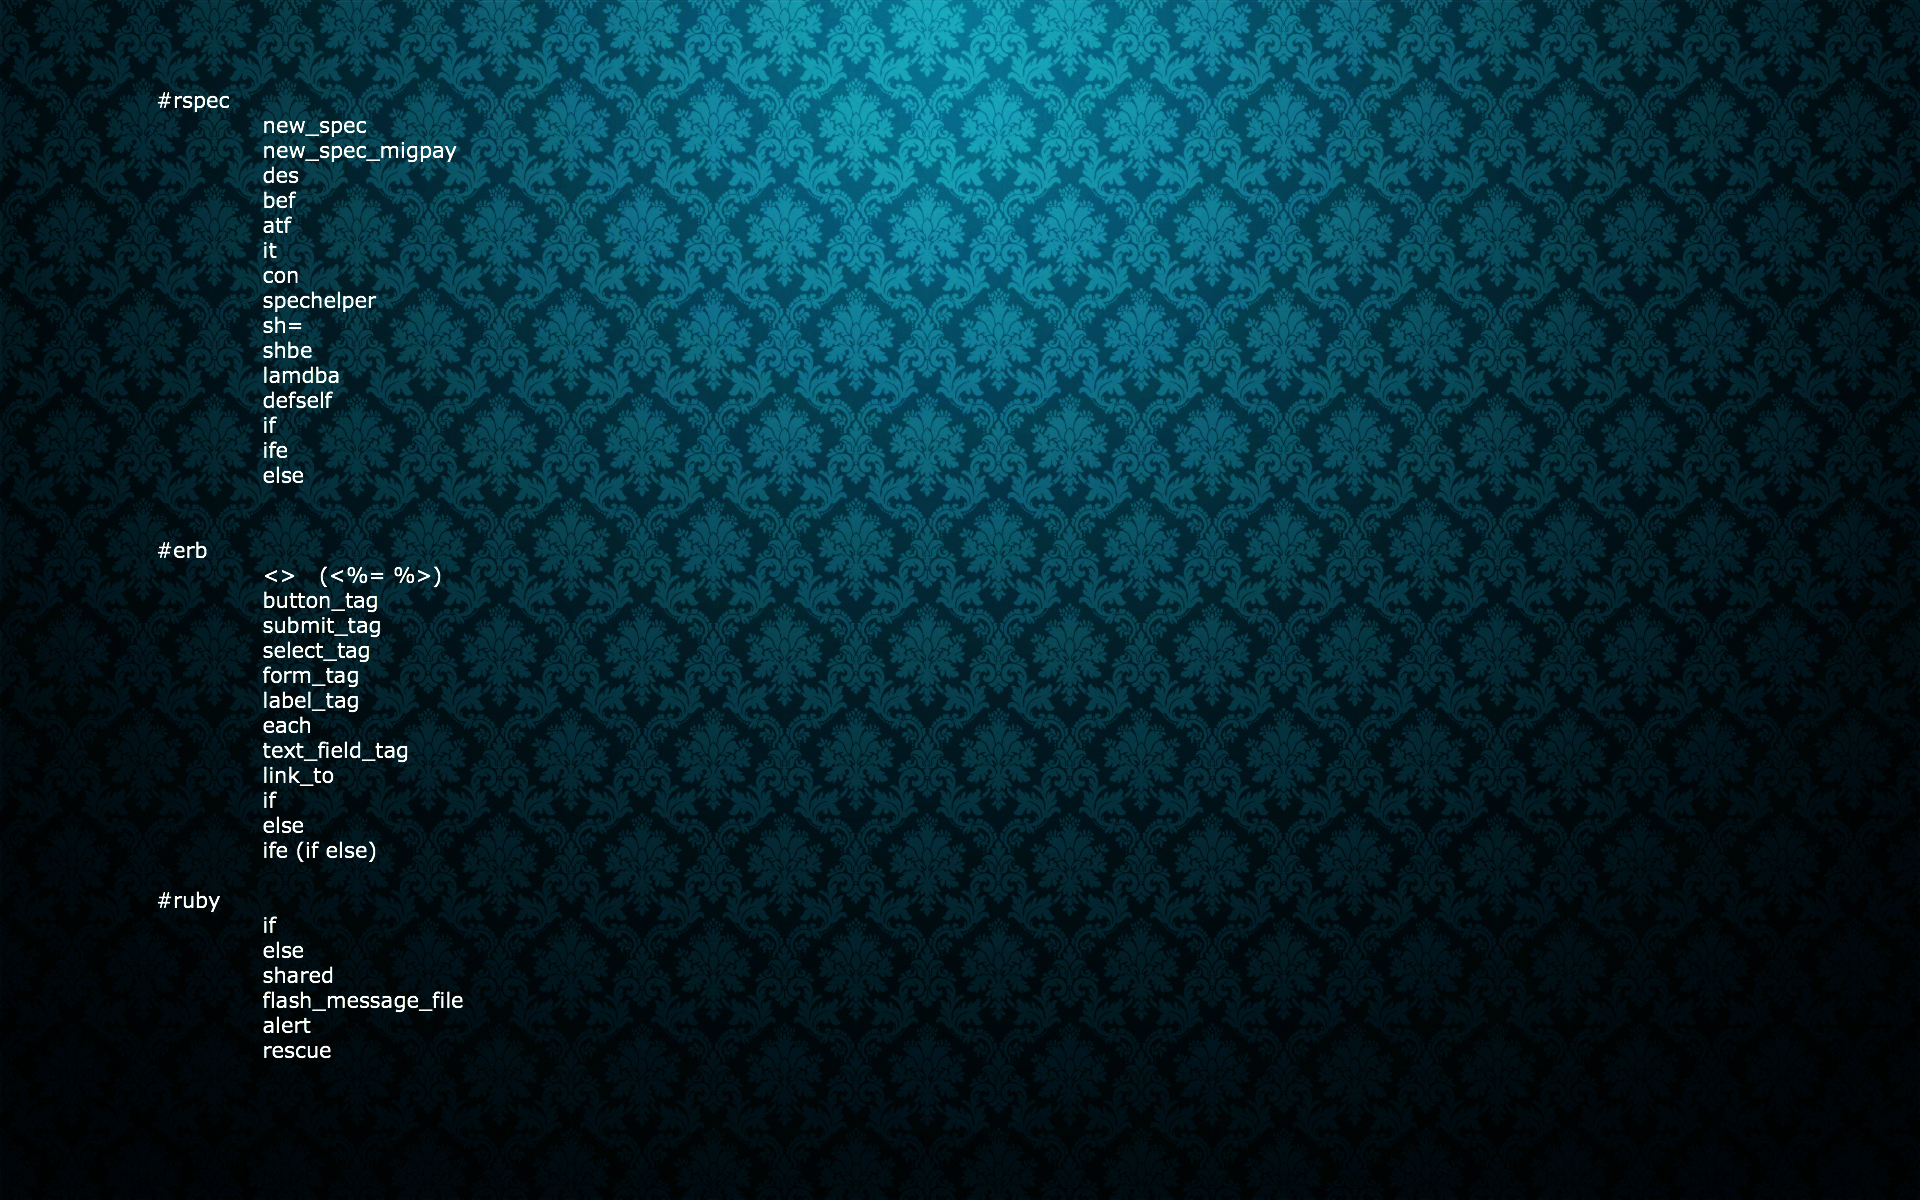 #rspec
new_spec
new_spec_migpay
des
bef
atf
it
con
spechelper
sh=
shbe
lamdba
defself
if
ife
else
#erb
<> (<%= %>)
button_tag
submit_tag
select_tag
form_tag
label_tag
each
text_field_tag
link_to
if
else
ife (if else)
#ruby
if
else
shared
flash_message_file
alert
rescue